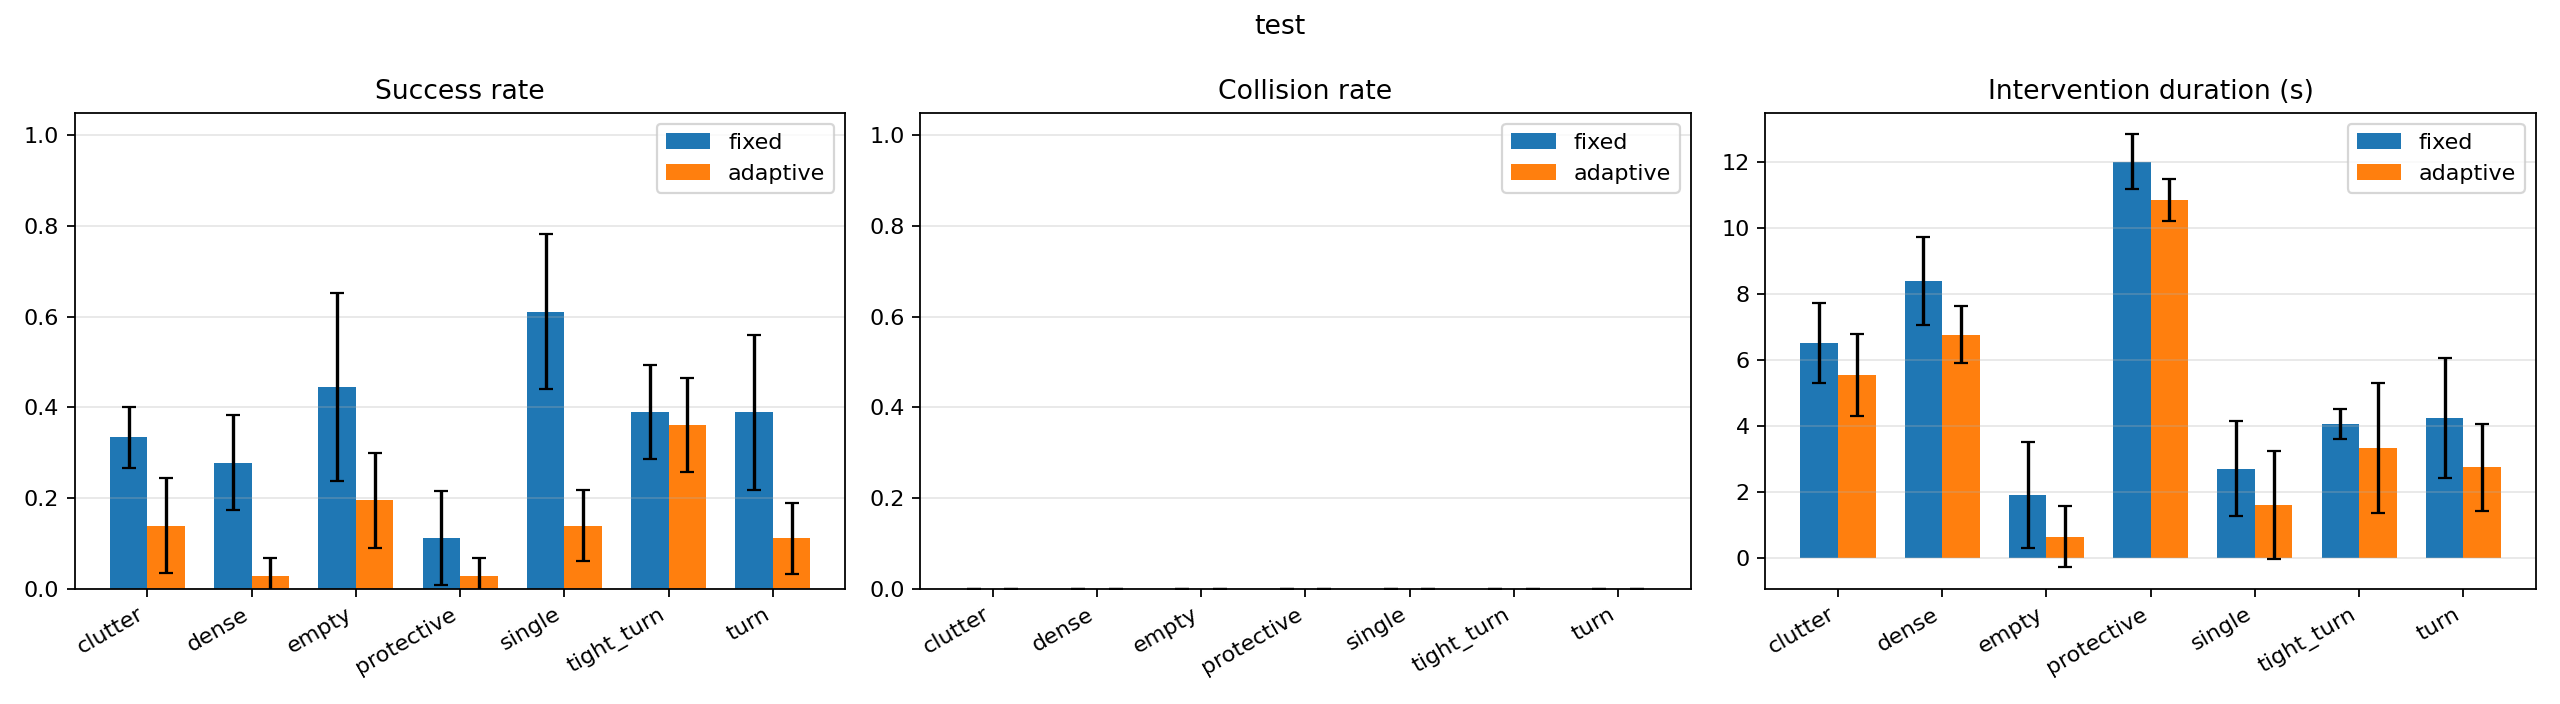 test
Success rate
1.0
0.8
0.6
0.4
0.2
0.0
fixed
adaptive
clutter
dense
empty
protective
single
tight_turn
turn
Collision rate
1.0
0.8
0.6
0.4
0.2
0.0
fixed
adaptive
clutter
dense
empty
protective
single
tight_turn
turn
Intervention duration (s)
12
10
8
6
4
2
0
fixed
adaptive
clutter
dense
empty
protective
single
tight_turn
turn